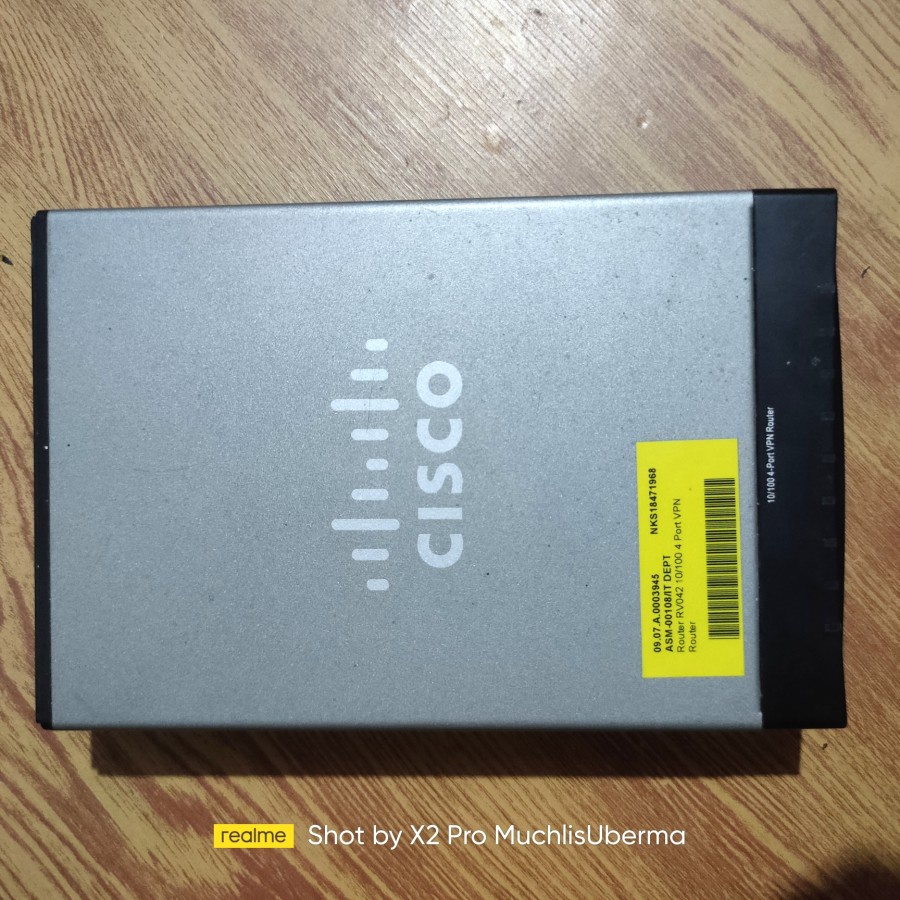 CISCO
10/100 4-Port VPN Router
09.07.A.0003945 NKS18471968
ASM-00108/IT DEPT
Router RV042 10/100 4 Port VPN
Router
realme Shot by X2 Pro MuchlisUberma